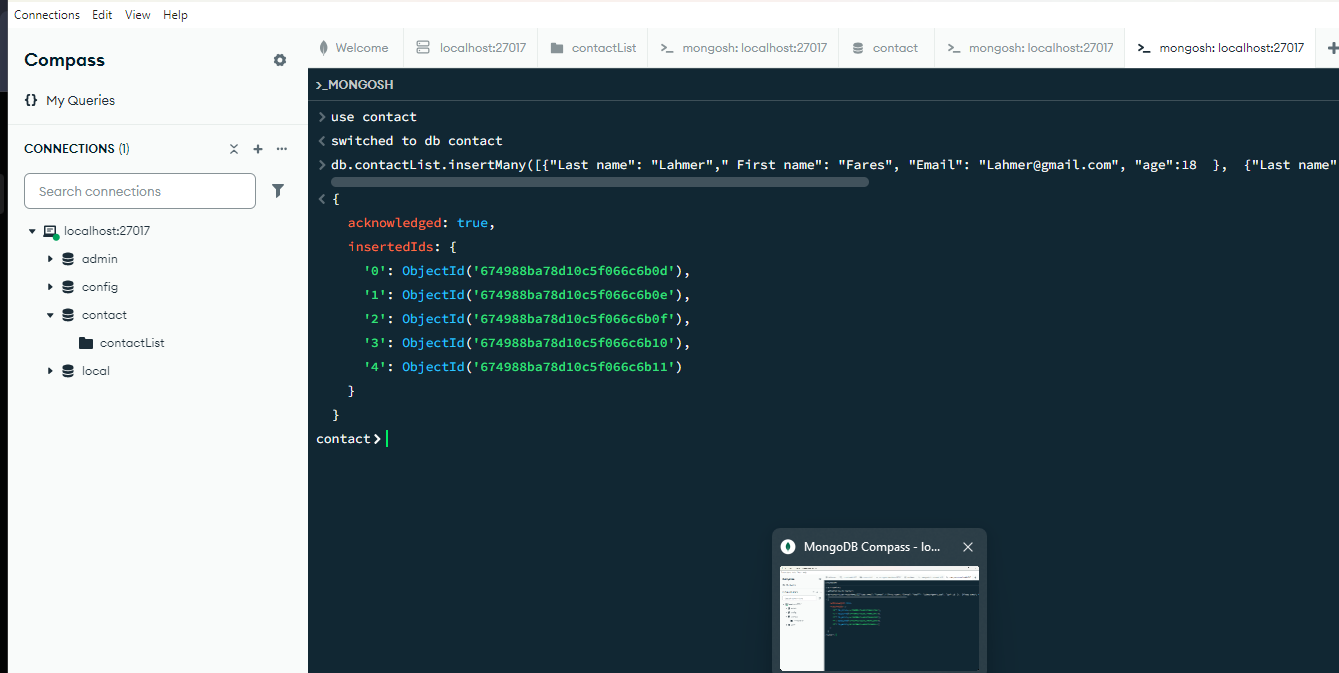 Connections Edit View Help
Compass
{} My Queries
CONNECTIONS (1)
Search connections
localhost:27017
admin
config
contact
contactList
local
Welcome localhost:27017 contactList >_ mongosh: localhost:27017 contact >_ mongosh: localhost:27017 >_ mongosh: localhost:27017
>_MONGOSH
> use contact
< switched to db contact
> db.contactList.insertMany([{"Last name": "Lahmer"," First name": "Fares", "Email": "Lahmer@gmail.com", "age":18  },  {"Last name"
< {
acknowledged: true,
insertedIds: {
'0': ObjectId('674988ba78d10c5f066c6b0d'),
'1': ObjectId('674988ba78d10c5f066c6b0e'),
'2': ObjectId('674988ba78d10c5f066c6b0f'),
'3': ObjectId('674988ba78d10c5f066c6b10'),
'4': ObjectId('674988ba78d10c5f066c6b11')
}
}
contact>
MongoDB Compass - lo...